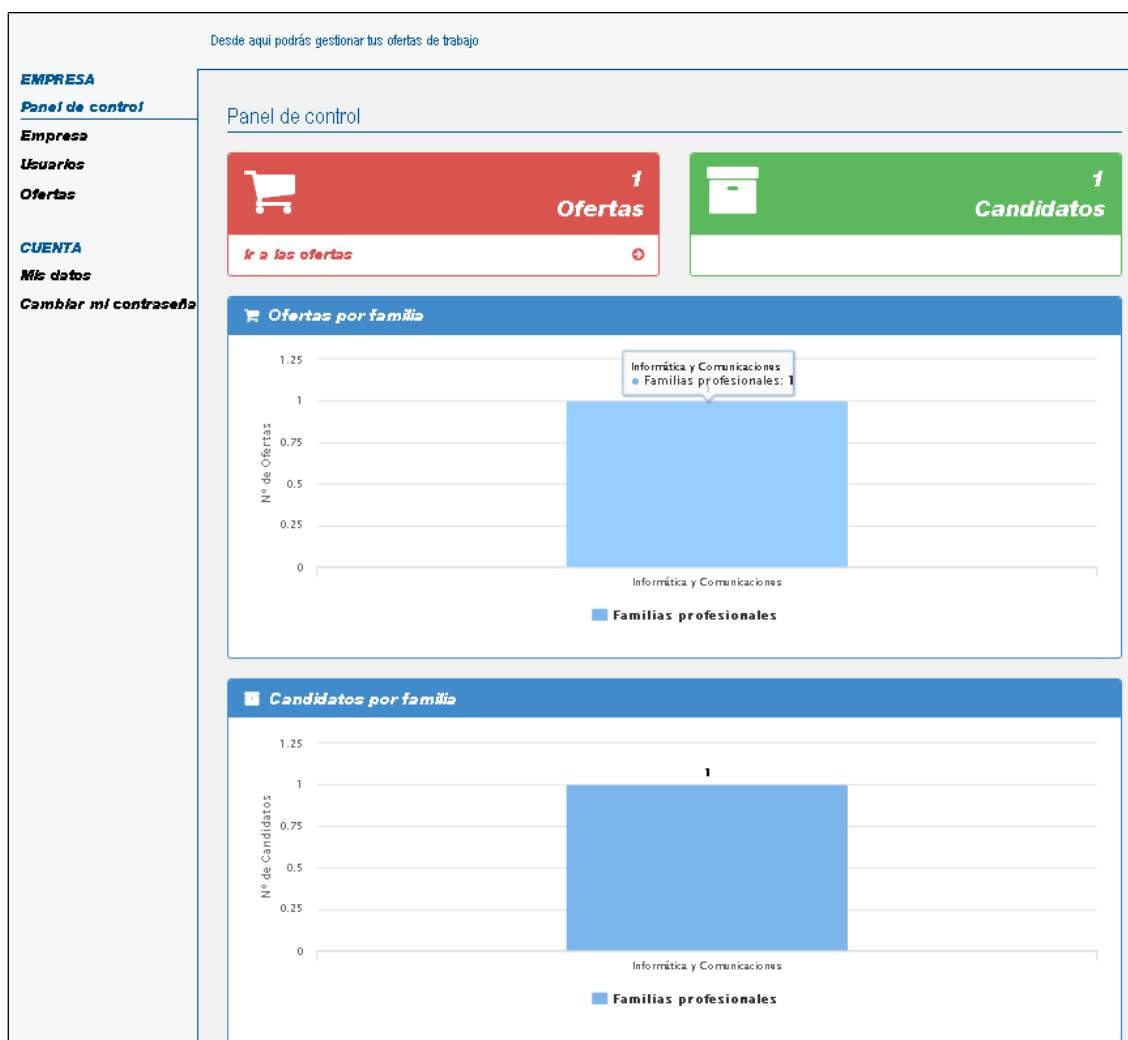 Desde aqui podrás gestionar tus ofertas de trabajo
EMPRESA
Panel de control
Empresa
Usuarios
Ofertas
CUENTA
Mis datos
Cambiar mi contraseña
Panel de control
1
Ofertas
Ir a las ofertas
1
Candidatos
Ofertas por familia
1.25
1
0.75
0.5
0.25
0
Nº de Ofertas
Informática y Comunicaciones
Familias profesionales: 1
Informática y Comunicaciones
Familias profesionales
Candidatos por familia
1.25
1
0.75
0.5
0.25
0
Nº de Candidatos
1
Informática y Comunicaciones
Familias profesionales